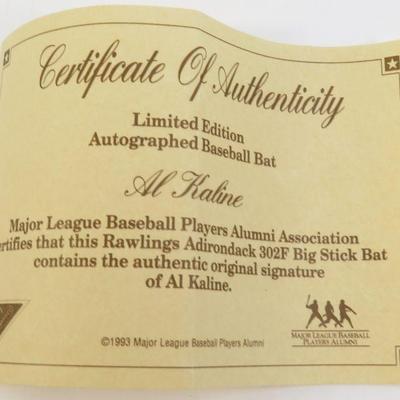 Certificate Of Authenticity
Limited Edition
Autographed Baseball Bat
Al Kaline
Major League Baseball Players Alumni Association
ertifies that this Rawlings Adirondack 302F Big Stick Bat
contains the authentic original signature
of Al Kaline.
©1993 Major League Baseball Players Alumni
MAJOR LEAGUE BASEBALL
PLAYERS ALUMNI